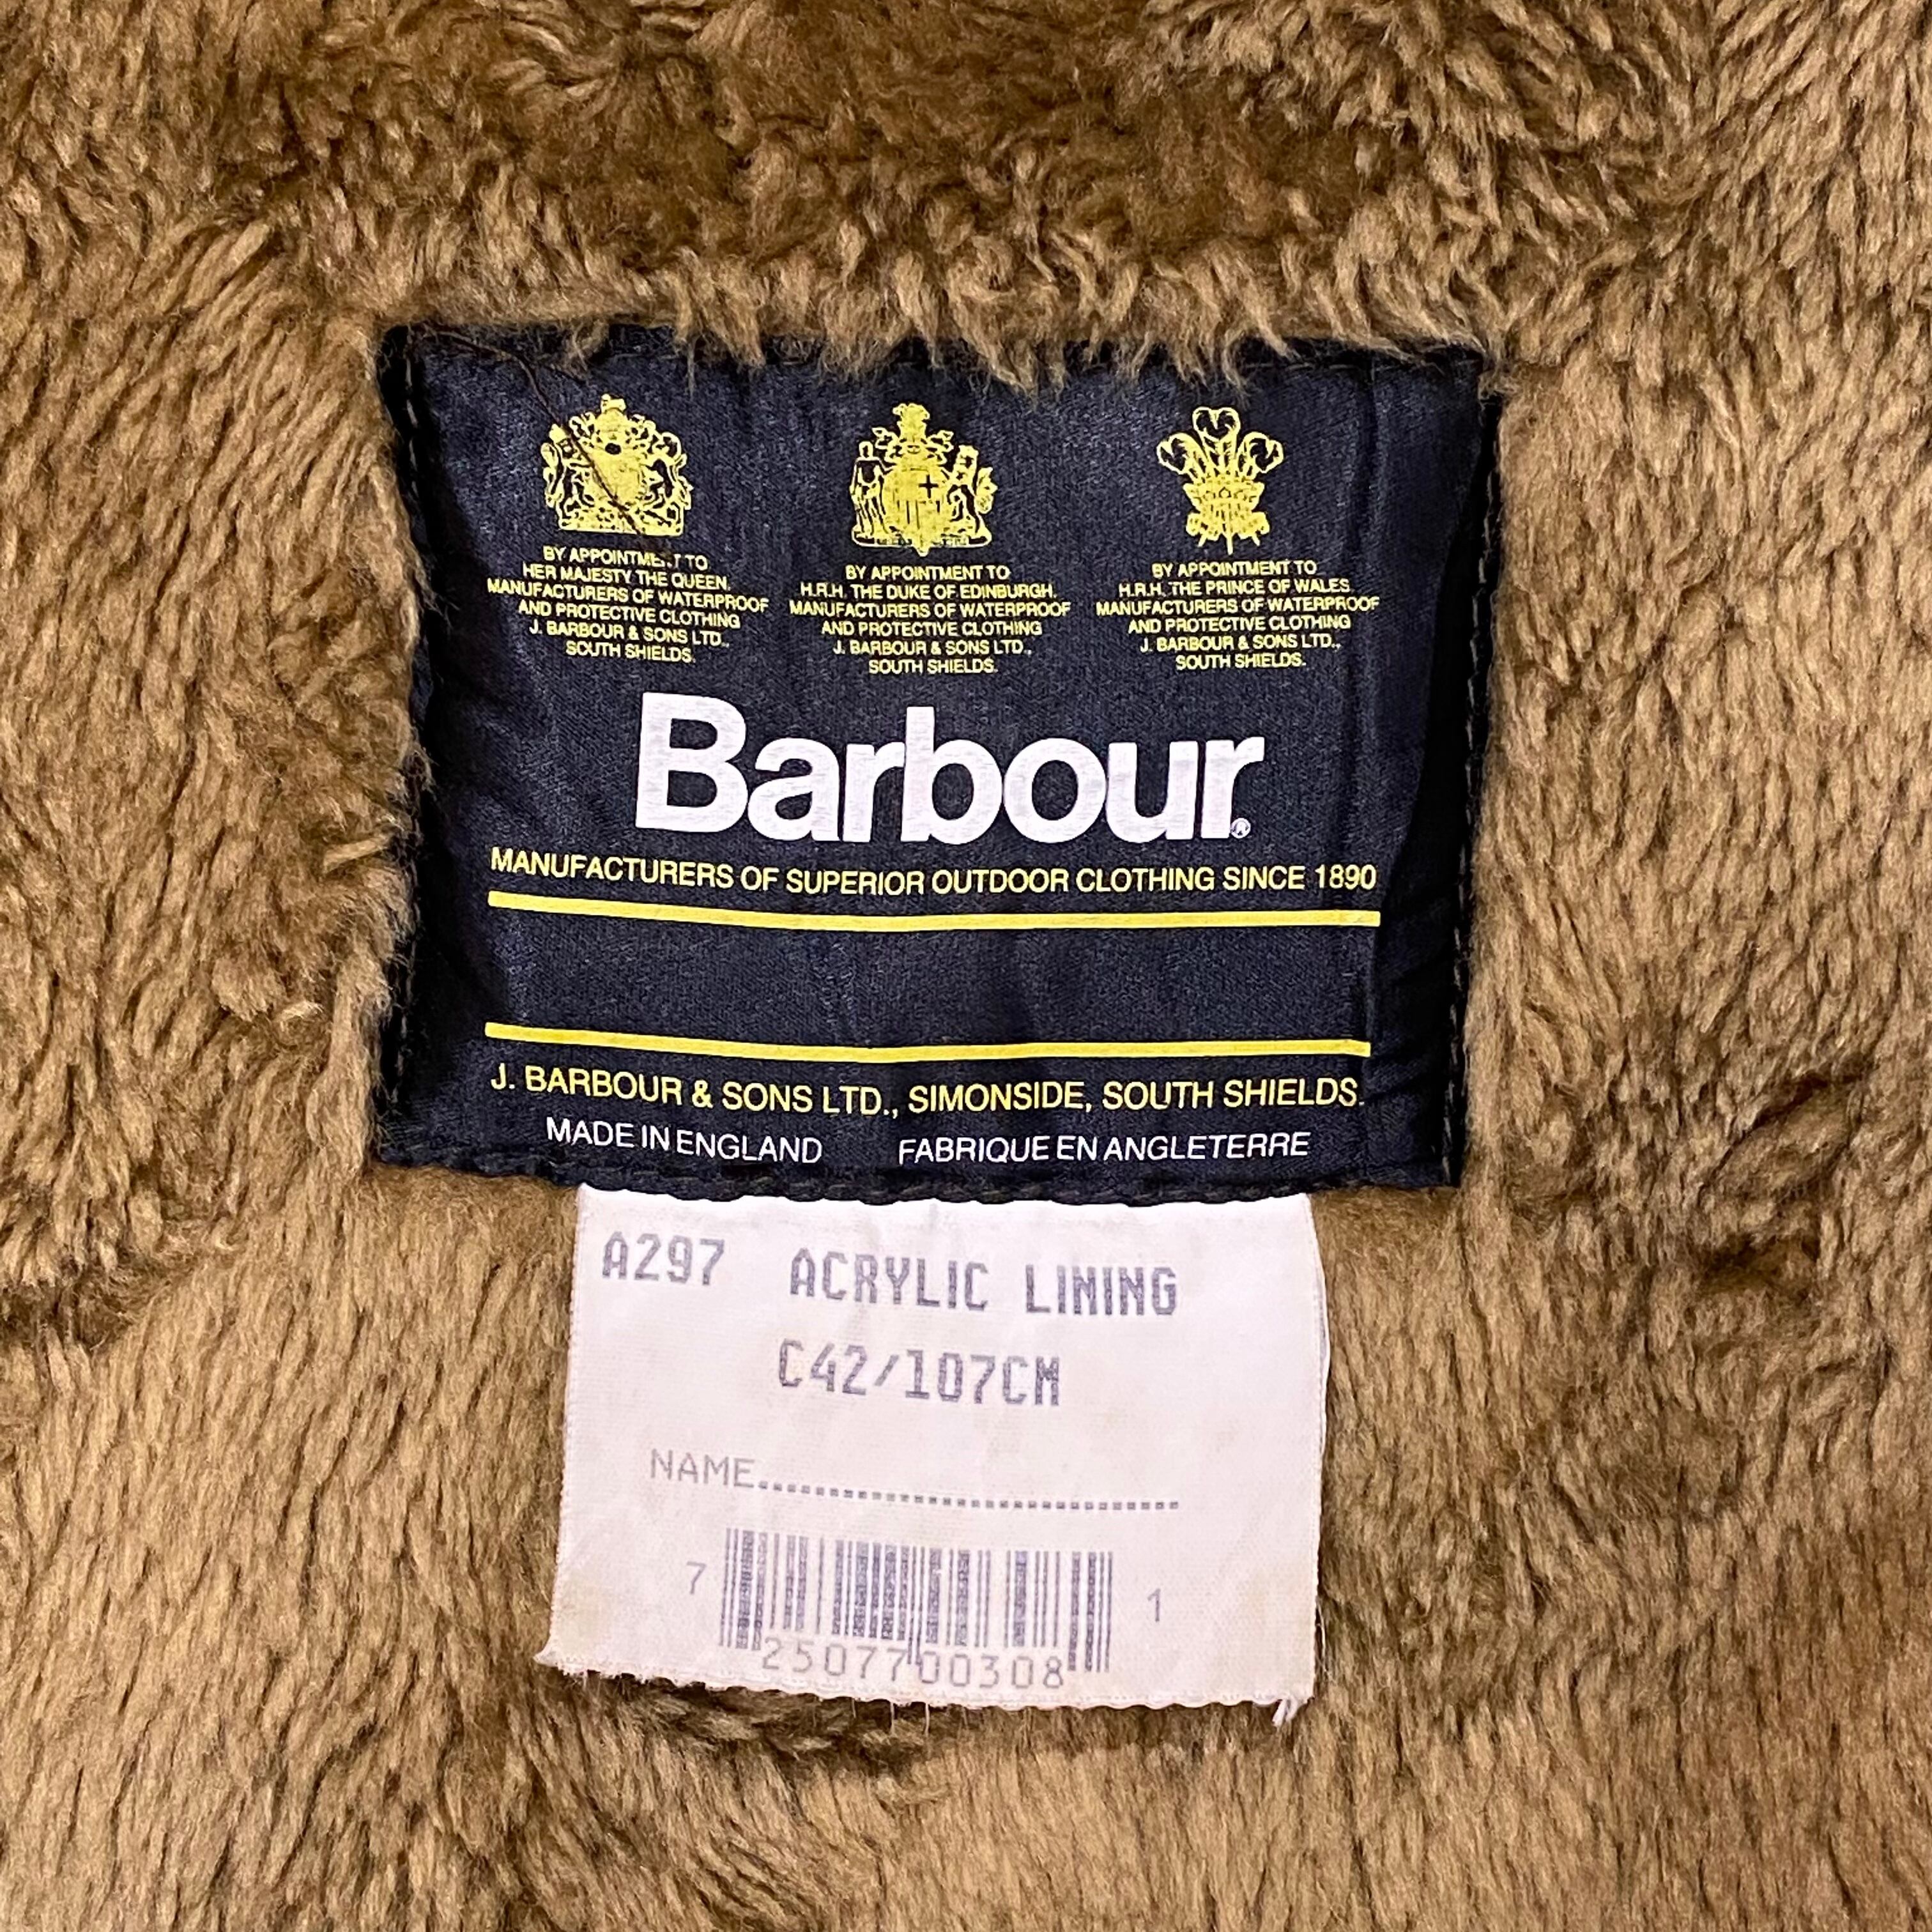 BY APPOINTMENT TO
HER MAJESTY THE QUEEN.
MANUFACTURERS OF WATERPROOF
AND PROTECTIVE CLOTHING
J. BARBOUR & SONS LTD.,
SOUTH SHIELDS.
BY APPOINTMENT TO
H.R.H. THE DUKE OF EDINBURGH.
MANUFACTURERS OF WATERPROOF
AND PROTECTIVE CLOTHING
J. BARBOUR & SONS LTD.,
SOUTH SHIELDS.
BY APPOINTMENT TO
H.R.H. THE PRINCE OF WALES.
MANUFACTURERS OF WATERPROOF
AND PROTECTIVE CLOTHING
J. BARBOUR & SONS LTD.,
SOUTH SHIELDS.
Barbour®
MANUFACTURERS OF SUPERIOR OUTDOOR CLOTHING SINCE 1890
J. BARBOUR & SONS LTD., SIMONSIDE, SOUTH SHIELDS.
MADE IN ENGLAND FABRIQUE EN ANGLETERRE
A297 ACRYLIC LINING
C42/107CM
NAME................................
7 25077 00308 1